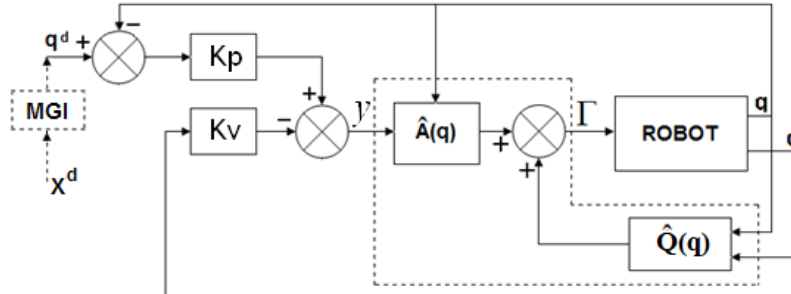 q^d + −
Kp
MGI
X^d
Kv
+ − y
Â(q)
+ + Γ
ROBOT
q
Q̂(q)